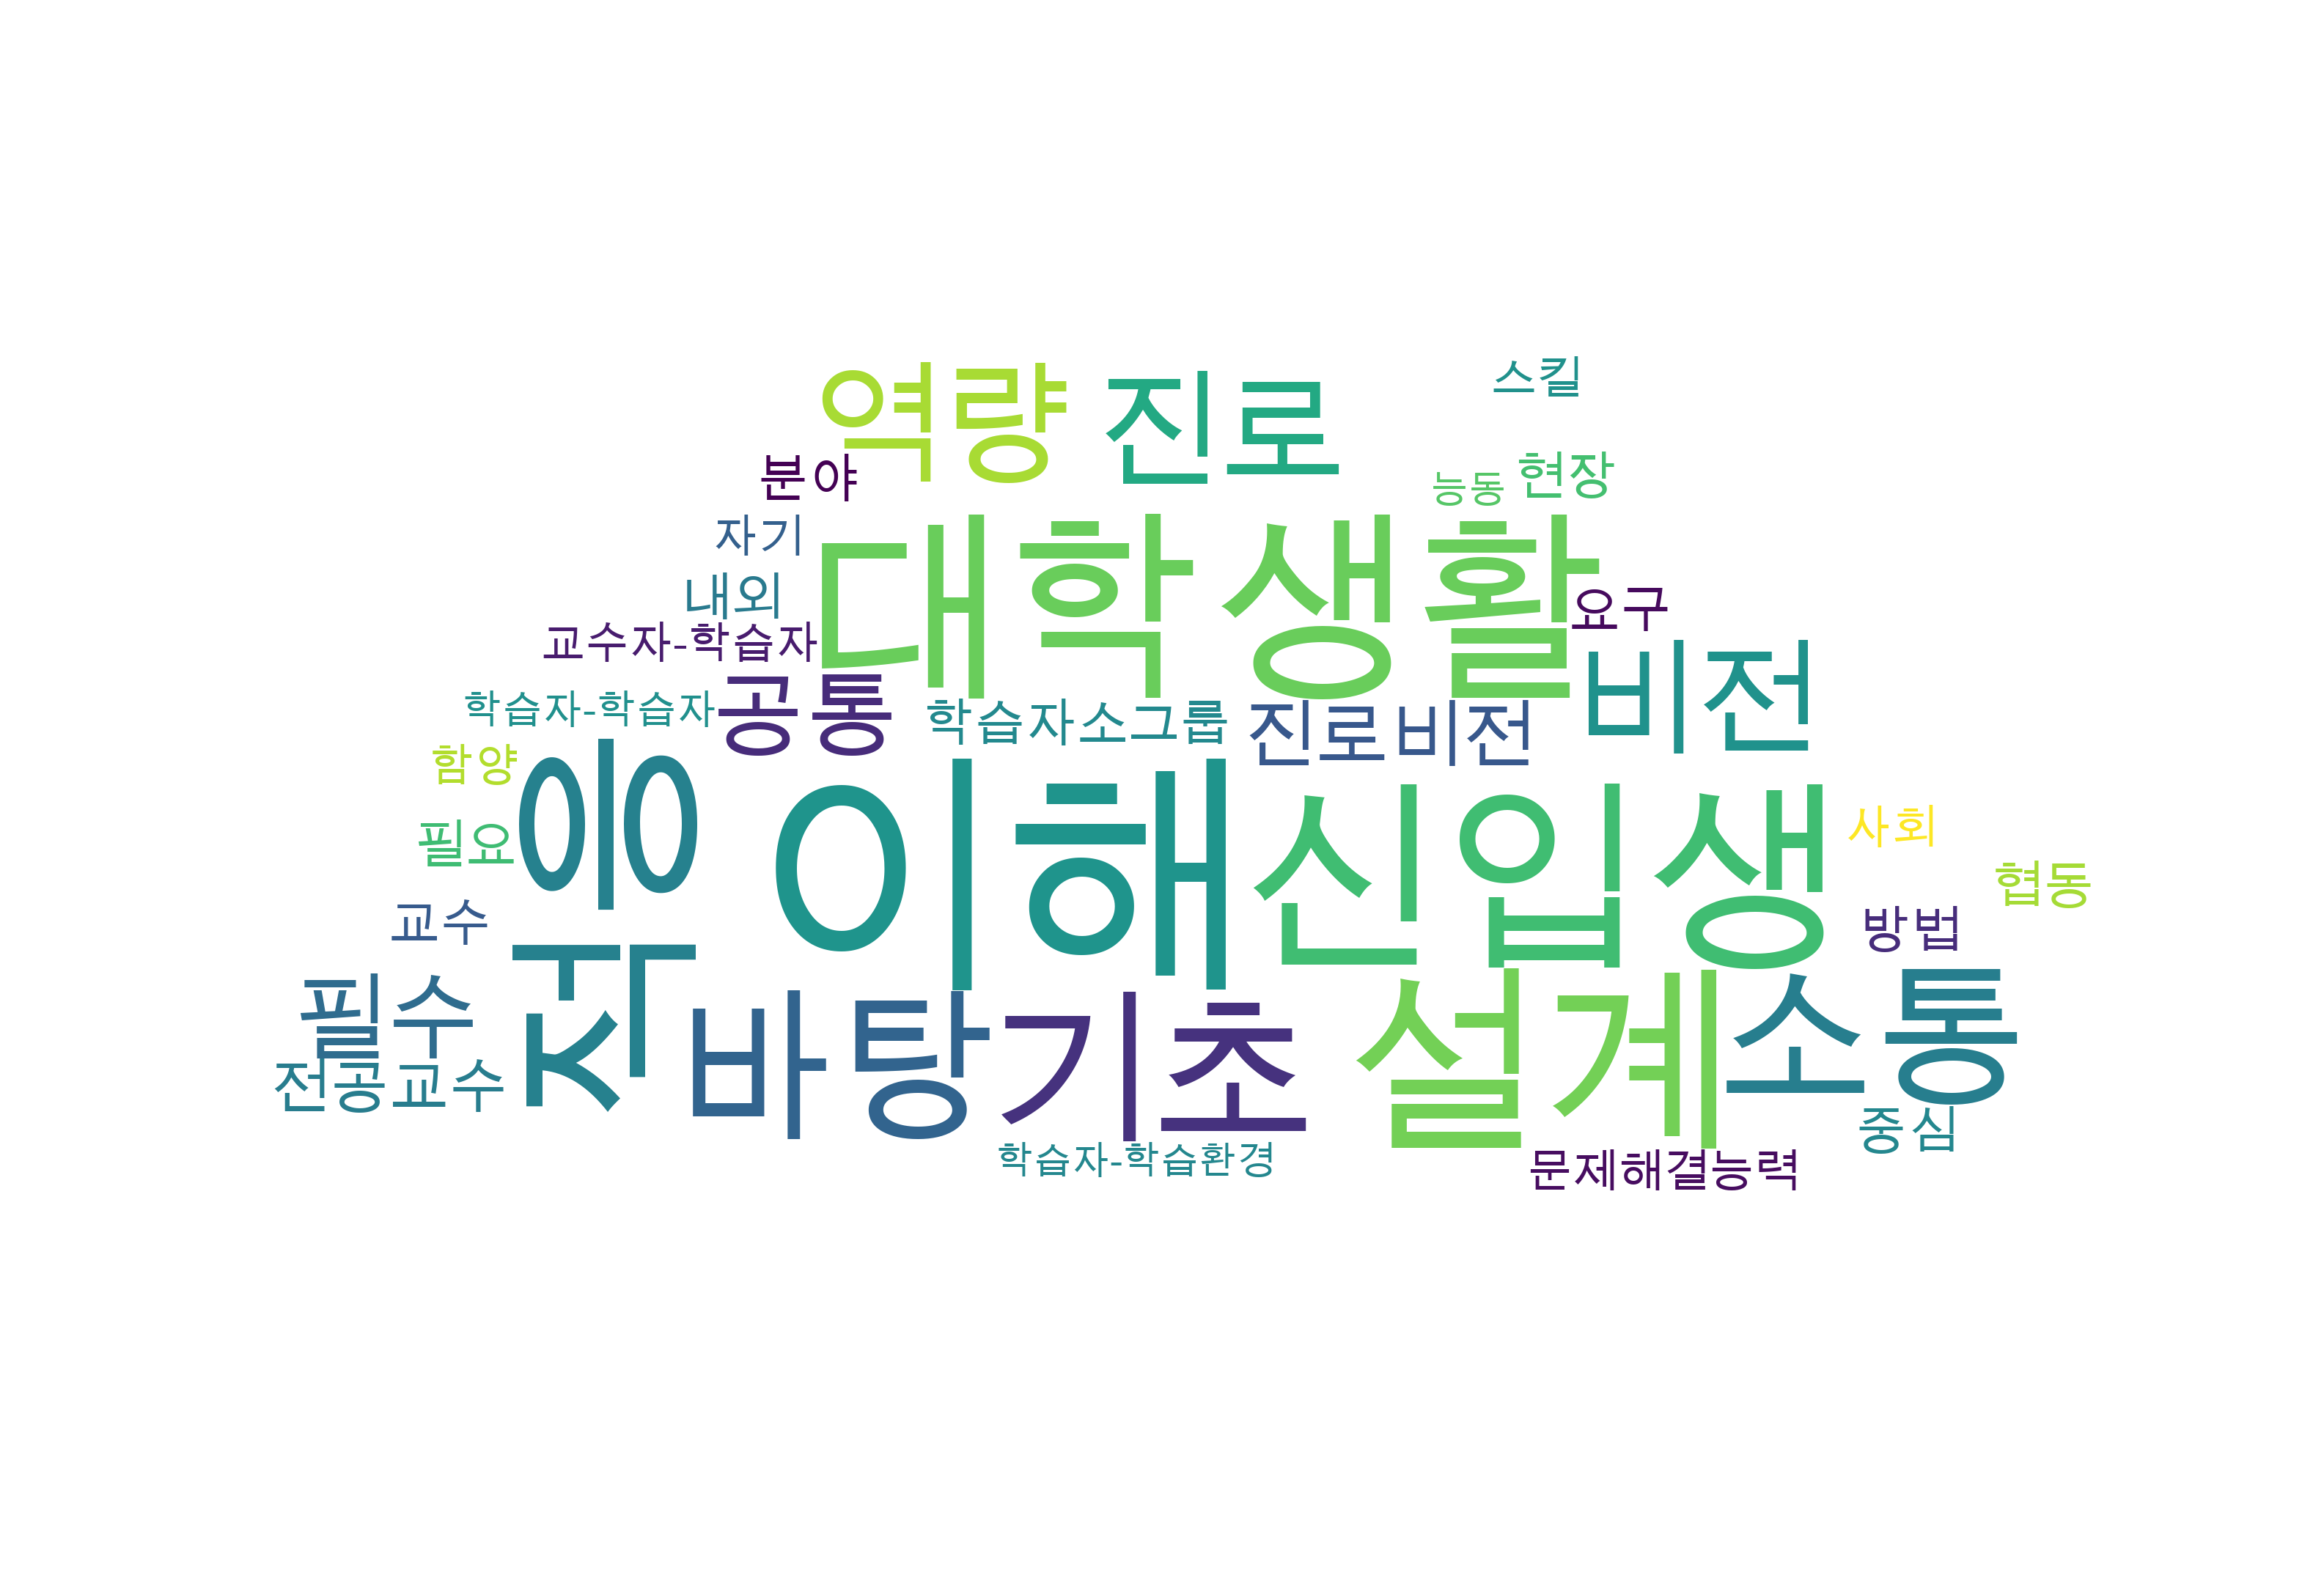 역량
진로
스킬
분야
능동
현장
자기
대학생활
내외
요구
교수자-학습자
비전
학습자-학습자
공통
학습자소그룹
진로비전
함양
적응
이해
신입생
사회
필요
협동
교수
방법
필수
바탕
기초
설계
소통
전공교수
중심
학습자-학습환경
문제해결능력